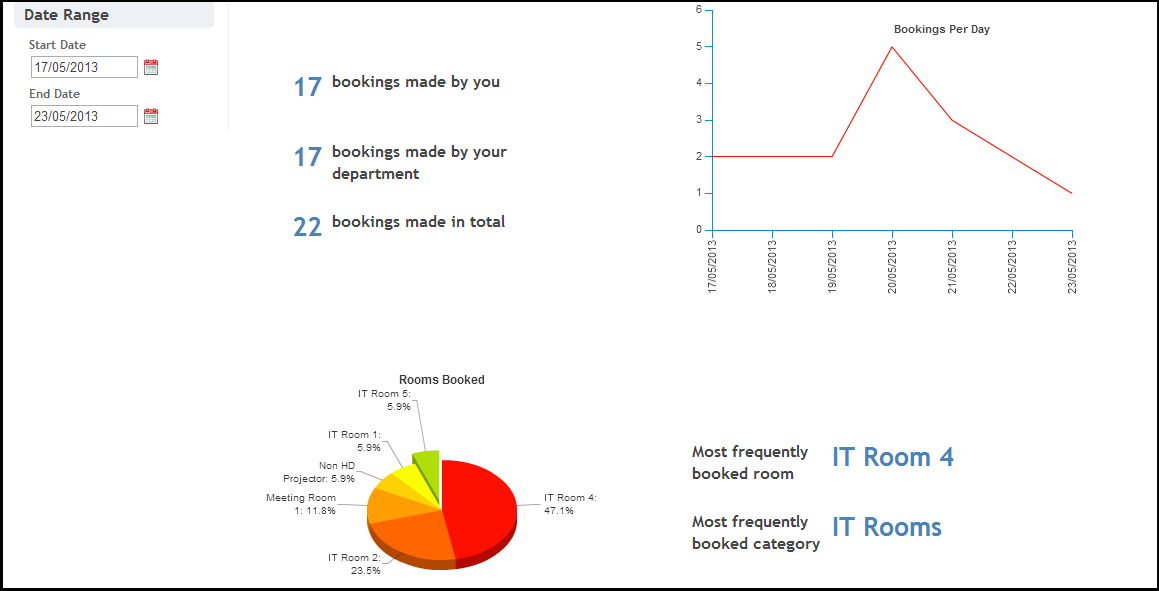 Date Range
Start Date
17/05/2013
End Date
23/05/2013
17 bookings made by you
17 bookings made by your
department
22 bookings made in total
Bookings Per Day
6
5
4
3
2
1
0
17/05/2013
18/05/2013
19/05/2013
20/05/2013
21/05/2013
22/05/2013
23/05/2013
Rooms Booked
IT Room 5:
5.9%
IT Room 1:
5.9%
Non HD
Projector: 5.9%
Meeting Room
1: 11.8%
IT Room 2:
23.5%
IT Room 4:
47.1%
Most frequently
booked room
IT Room 4
Most frequently
booked category
IT Rooms